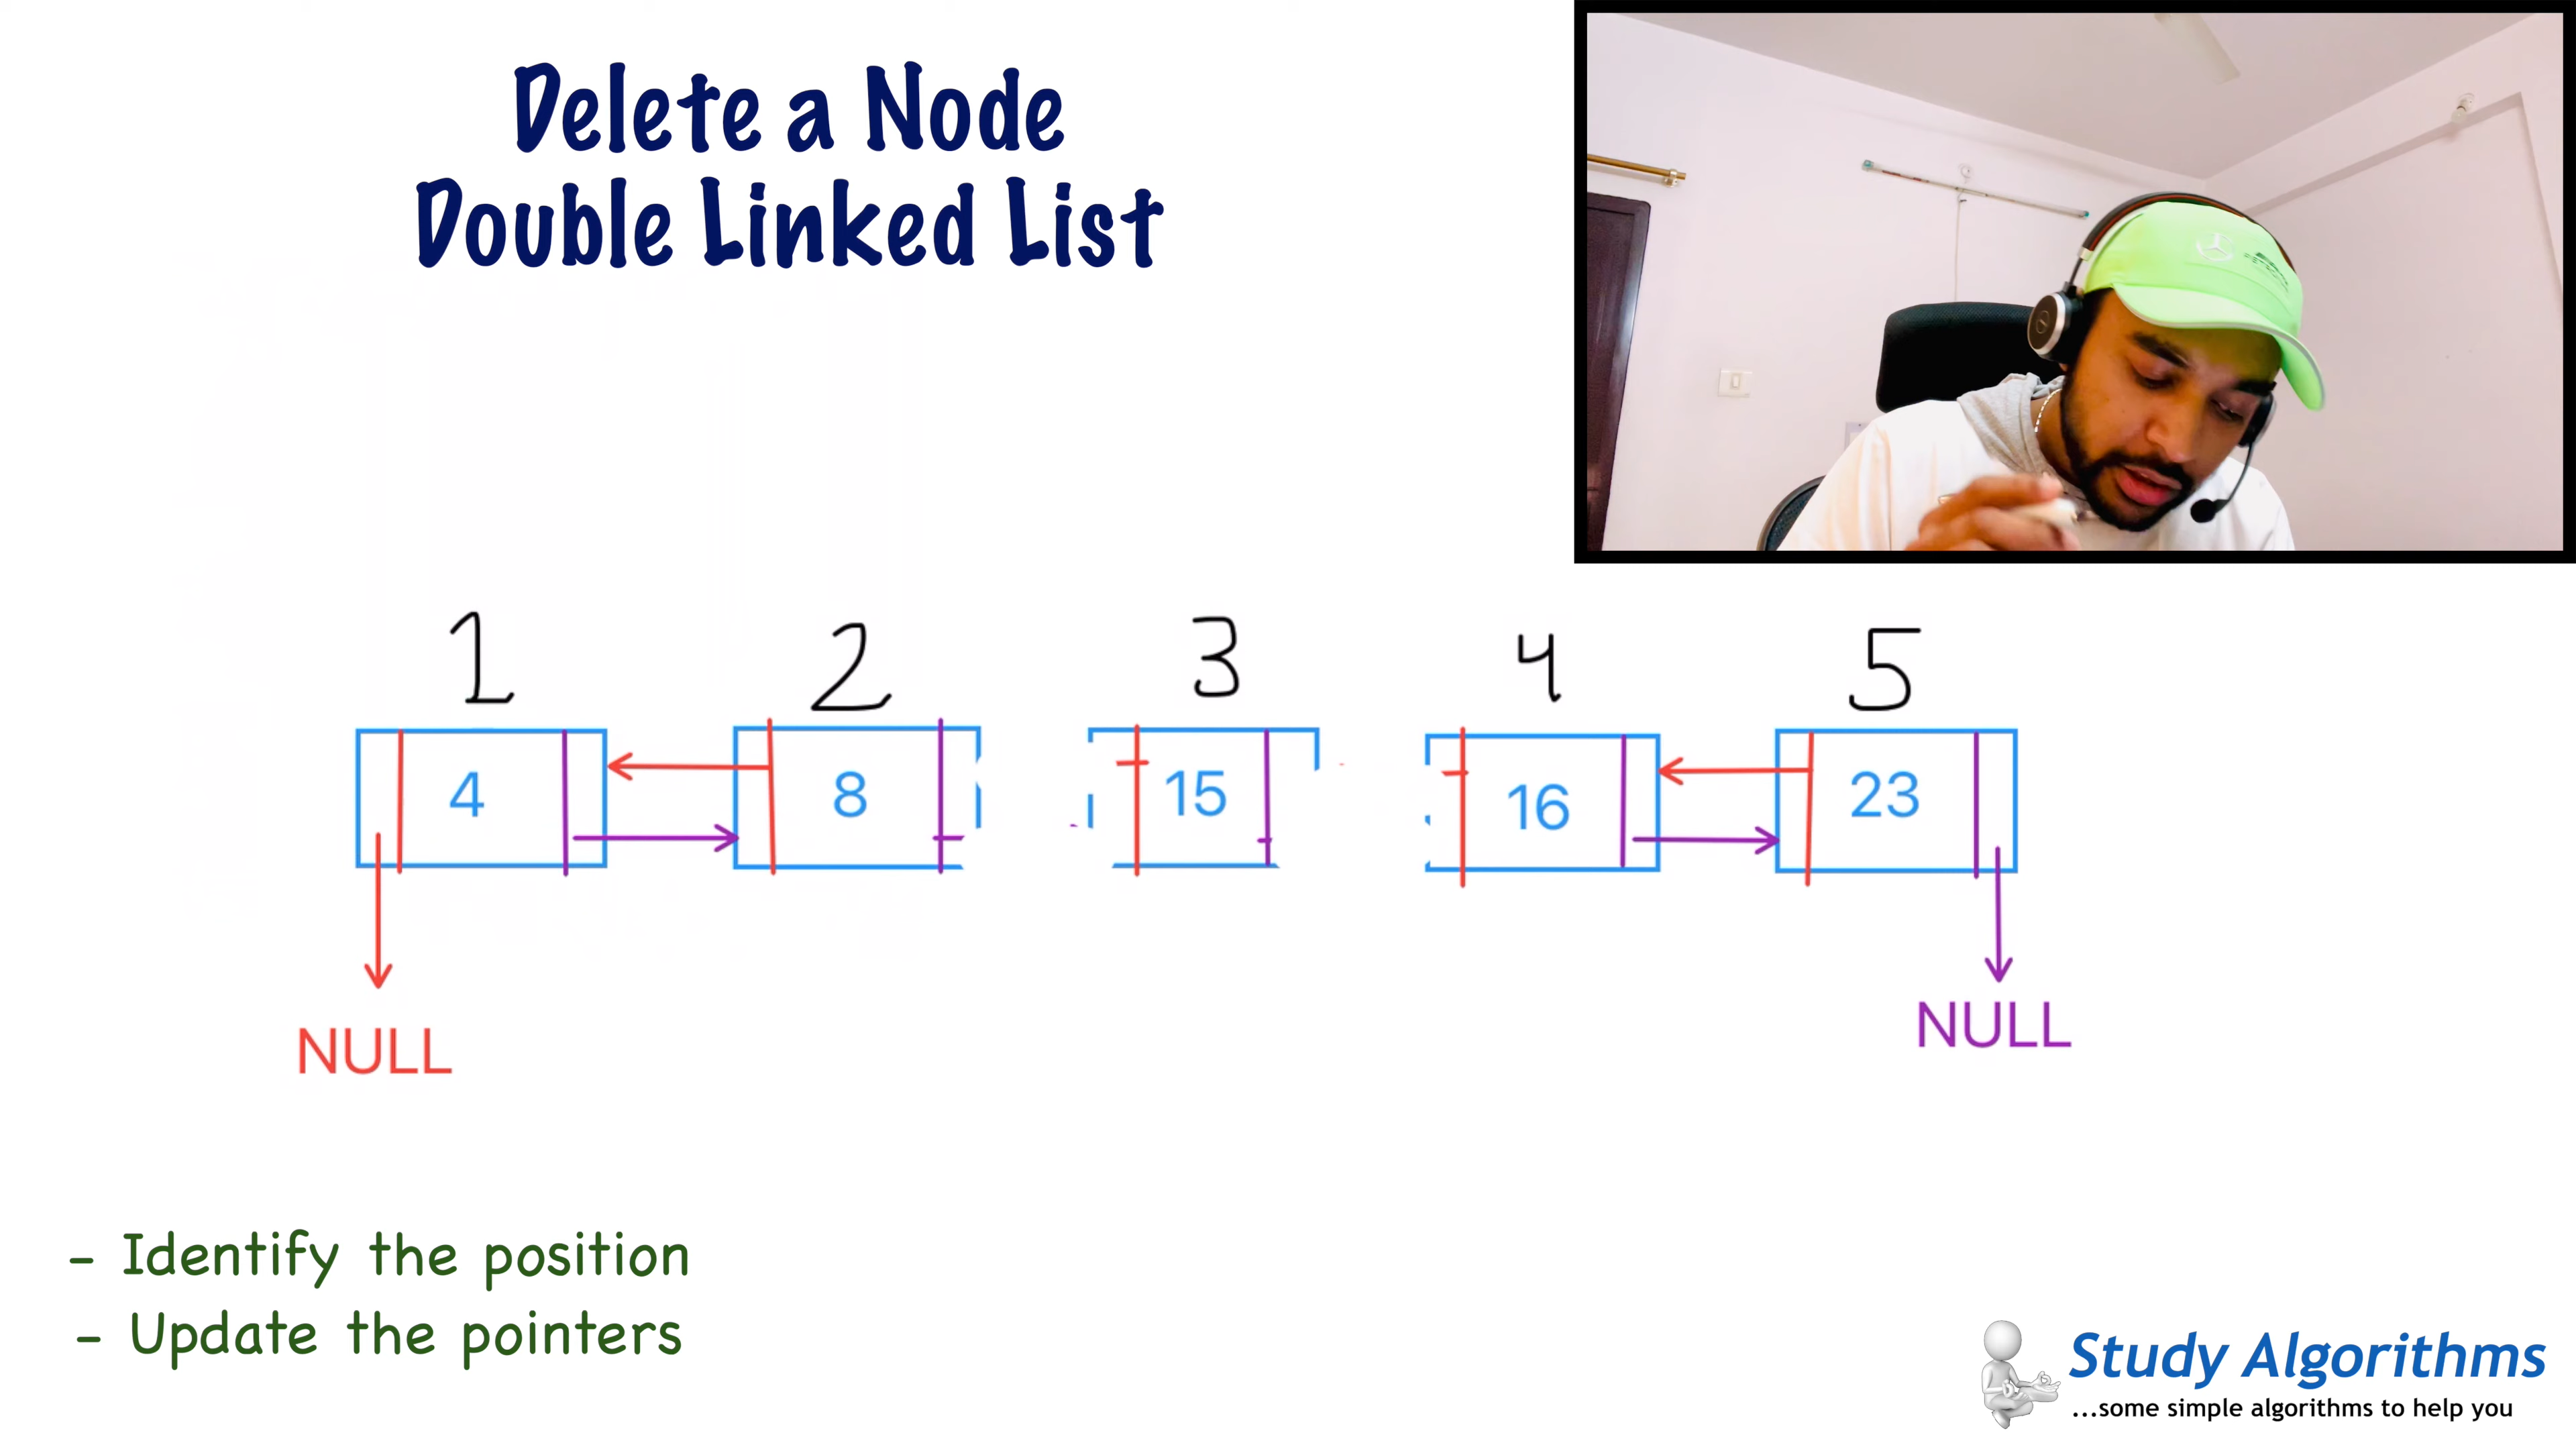 Delete a Node
Double Linked List
1 2 3 4 5
4 8 15 16 23
NULL NULL
- Identify the position
- Update the pointers
Study Algorithms
...some simple algorithms to help you